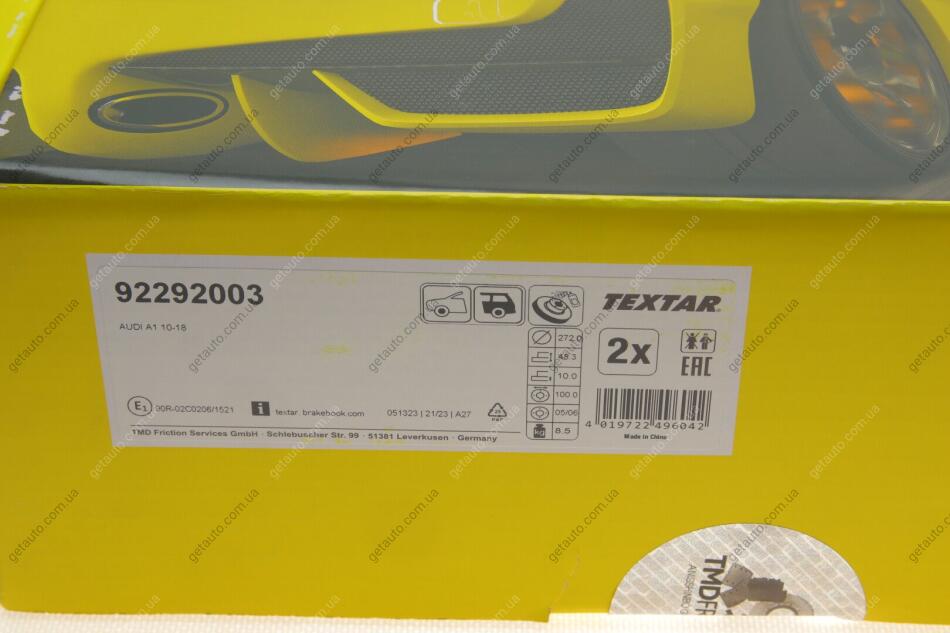 92292003
AUDI A1 10-18
TEXTAR
2x
EAC
272.0
10.0
100.0
05/06
kg 8.5
E1 90R-02C0206/1521
i textar.brakebook.com
051323 | 21/23 | A27
TMD Friction Services GmbH · Schlebuscher Str. 99 · 51381 Leverkusen · Germany
4 019722 496042
Made in China
TMDFR
getauto.com.ua